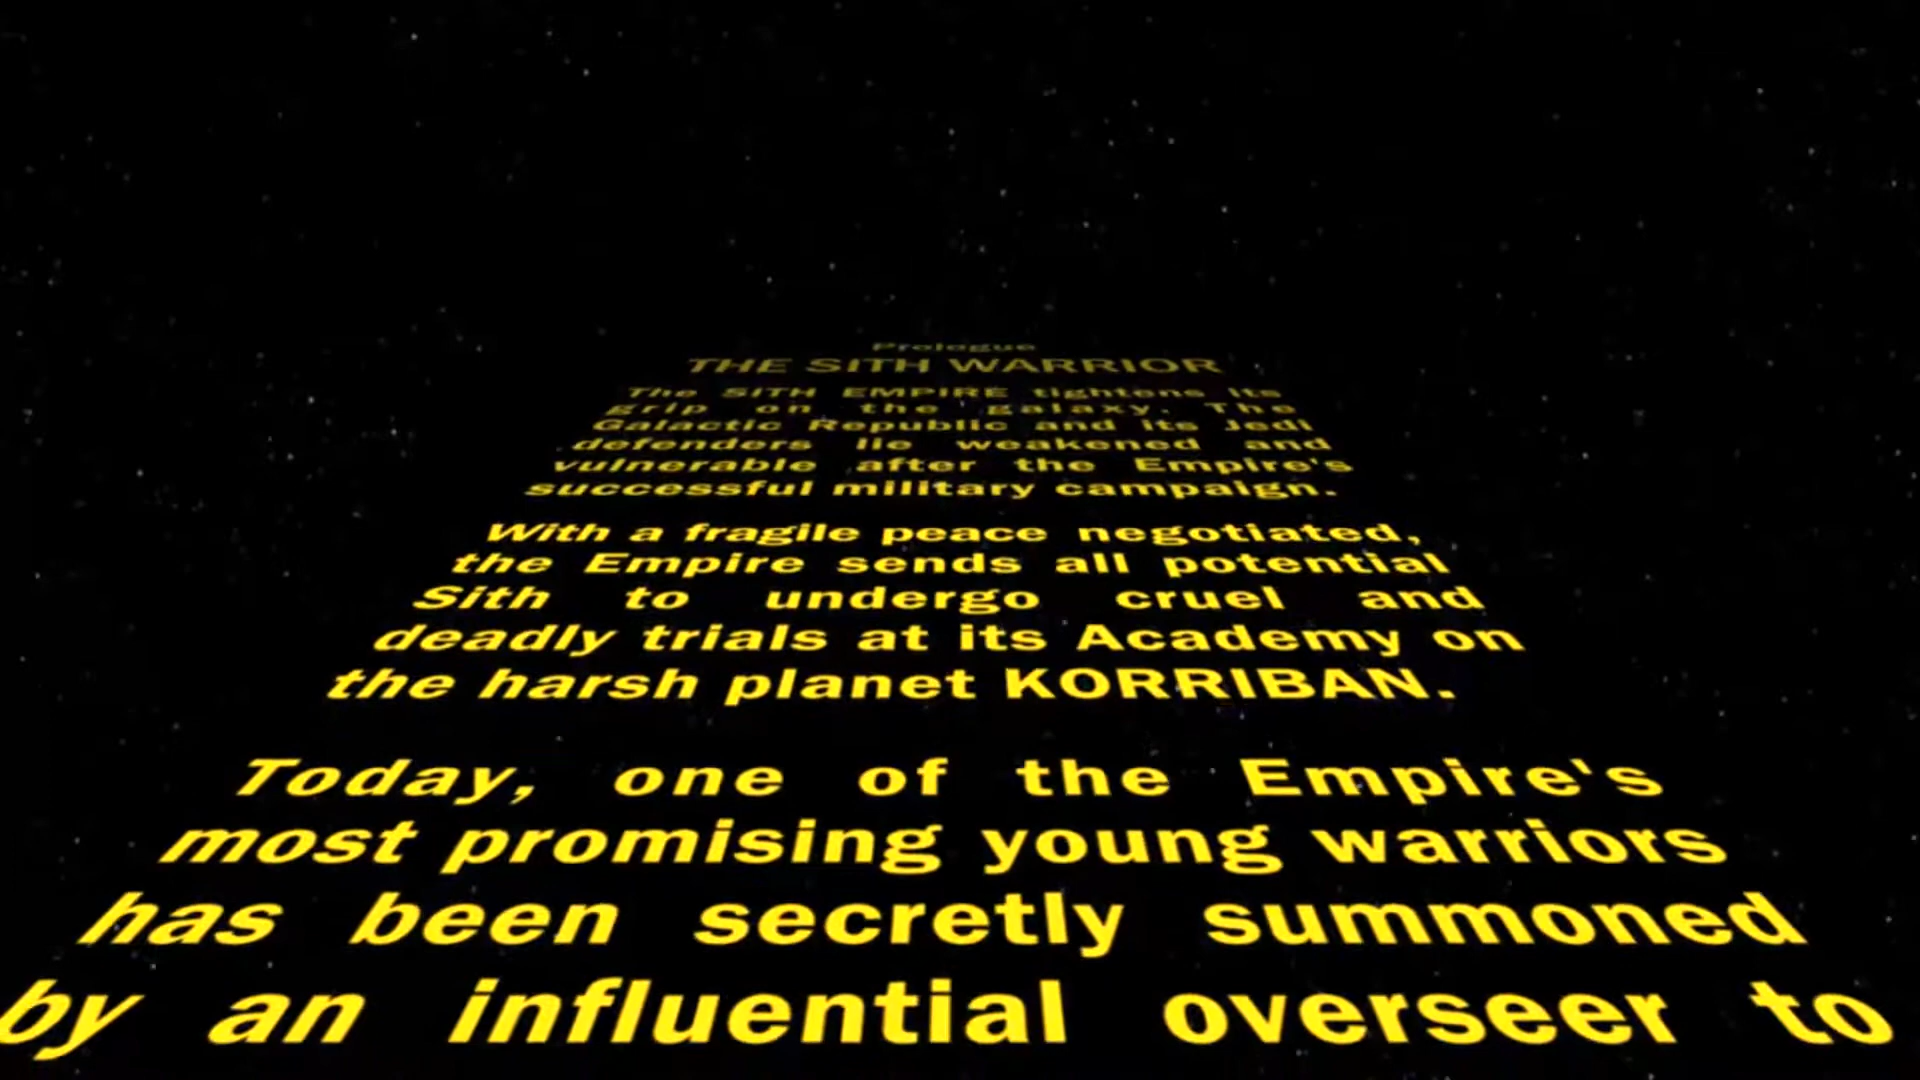 Prologue
THE SITH WARRIOR
The SITH EMPIRE tightens its
grip on the galaxy. The
Galactic Republic and its Jedi
defenders lie weakened and
vulnerable after the Empire's
successful military campaign.
With a fragile peace negotiated,
the Empire sends all potential
Sith to undergo cruel and
deadly trials at its Academy on
the harsh planet KORRIBAN.
Today, one of the Empire's
most promising young warriors
has been secretly summoned
by an influential overseer to